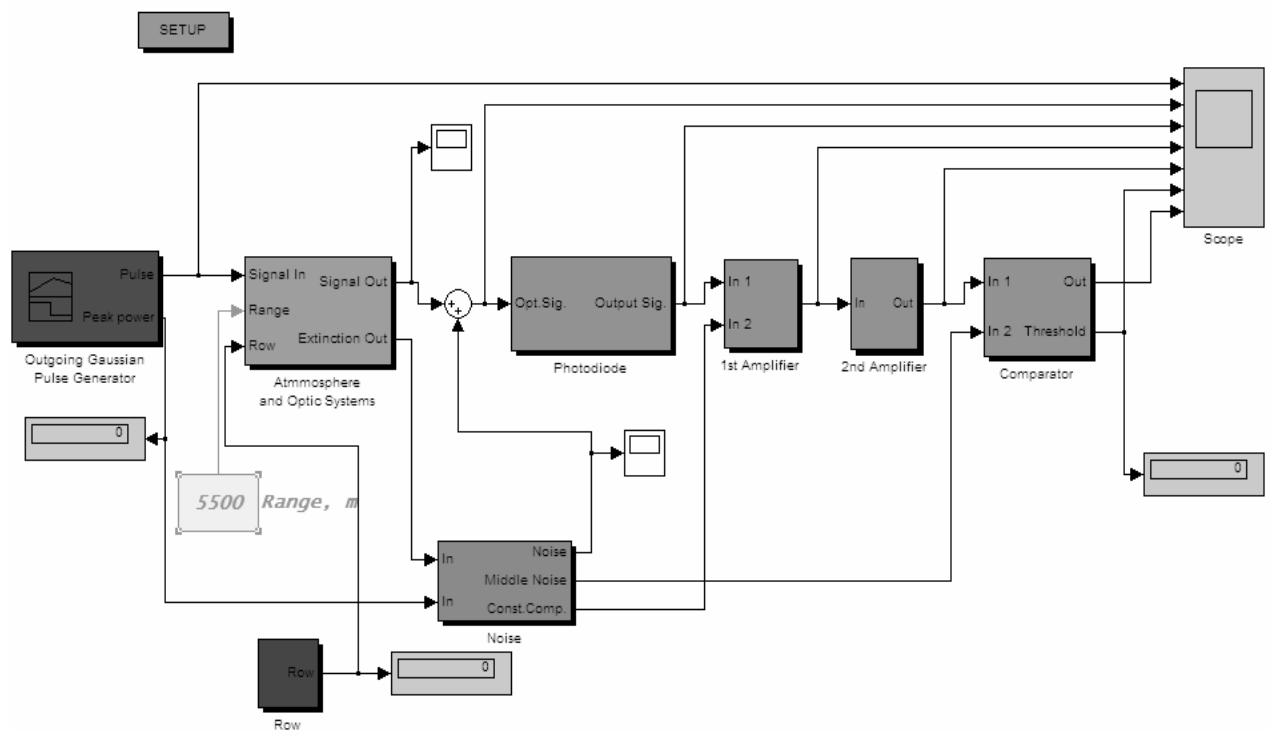 SETUP
Scope
Pulse
Peak power
Outgoing Gaussian
Pulse Generator
Signal In
Range
Row
Signal Out
Extinction Out
Atmmosphere
and Optic Systems
Opt.Sig.
Output Sig.
Photodiode
In 1
In 2
1st Amplifier
In
Out
2nd Amplifier
In 1
In 2
Out
Threshold
Comparator
0
5500
Range, m
0
In
In
Noise
Middle Noise
Const.Comp.
Noise
Row
Row
0